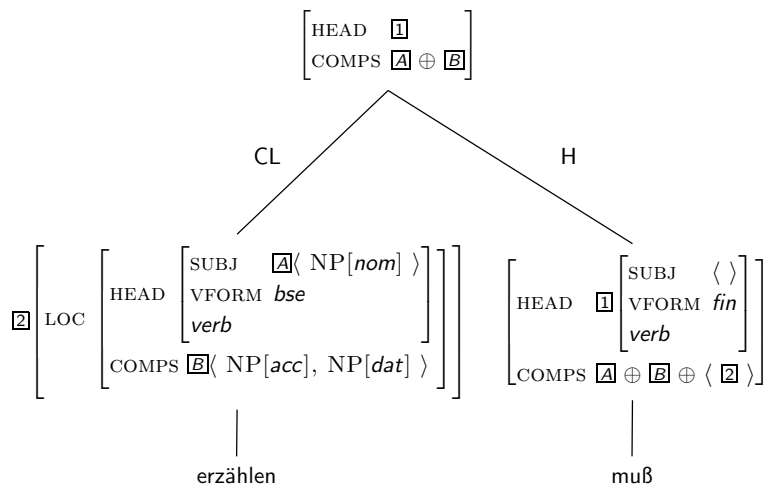 HEAD 1
COMPS A ⊕ B
CL
H
2 LOC HEAD SUBJ A⟨ NP[nom] ⟩
VFORM bse
verb
COMPS B⟨ NP[acc], NP[dat] ⟩
HEAD 1 SUBJ ⟨ ⟩
VFORM fin
verb
COMPS A ⊕ B ⊕ ⟨ 2 ⟩
erzählen
muß